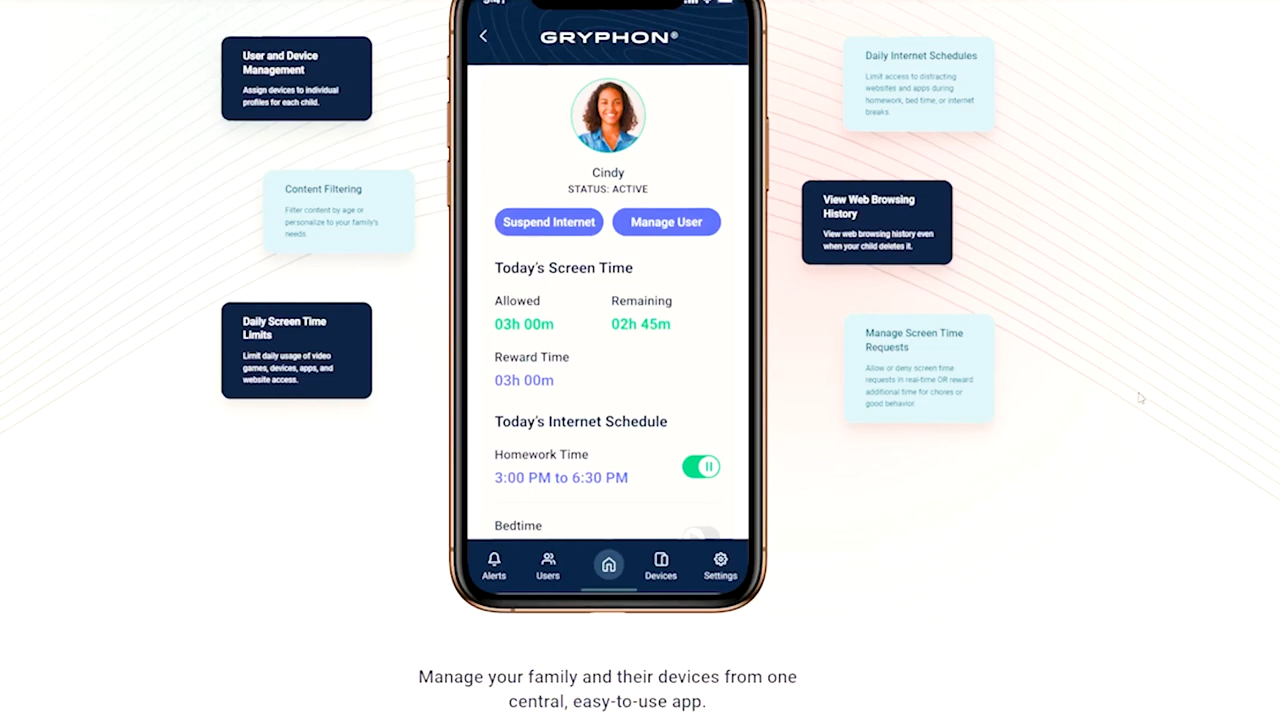 User and Device
Management
Assign devices to individual
profiles for each child.
Content Filtering
Filter content by age or
personalize to your family's
needs.
Daily Screen Time
Limits
Limit daily usage of video
games, devices, apps, and
website access.
9:41
GRYPHON®
Cindy
STATUS: ACTIVE
Suspend Internet
Manage User
Today's Screen Time
Allowed
Remaining
03h 00m
02h 45m
Reward Time
03h 00m
Today's Internet Schedule
Homework Time
3:00 PM to 6:30 PM
Bedtime
Alerts
Users
Devices
Settings
Daily Internet Schedules
Limit access to distracting
websites and apps during
homework, bed time, or internet
breaks.
View Web Browsing
History
View web browsing history even
when your child deletes it.
Manage Screen Time
Requests
Allow or deny screen time
requests in real-time OR reward
additional time for chores or
good behavior.
Manage your family and their devices from one
central, easy-to-use app.